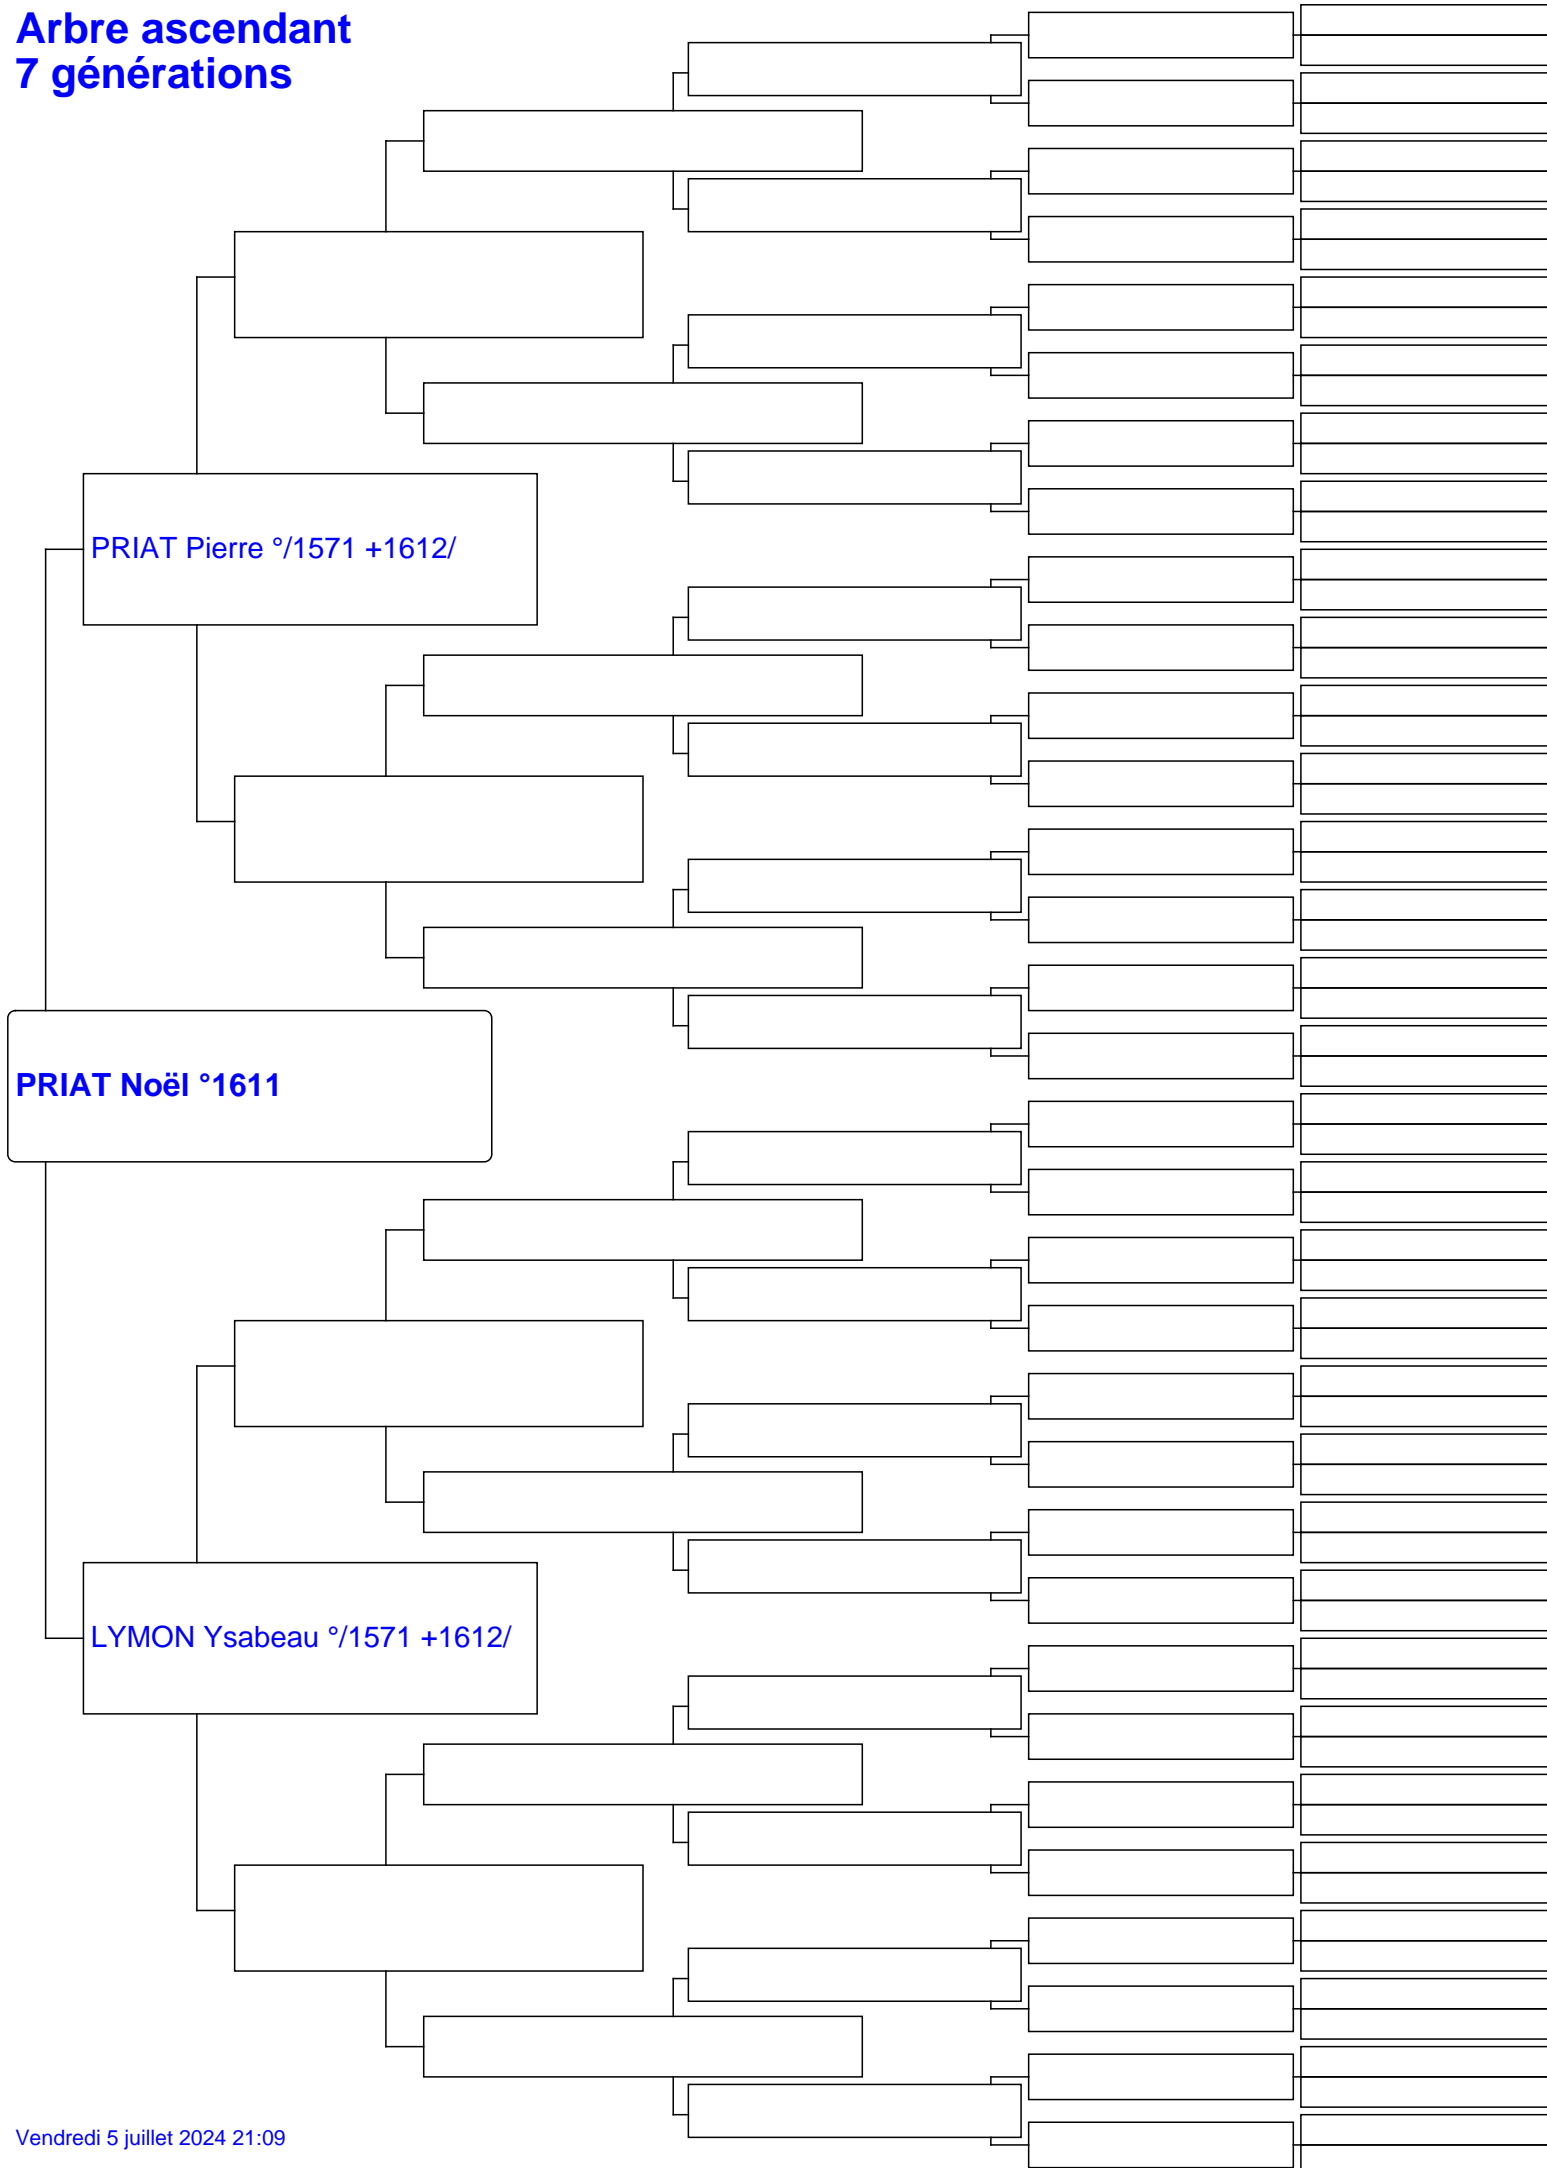 Arbre ascendant
7 générations
PRIAT Pierre °/1571 +1612/
PRIAT Noël °1611
LYMON Ysabeau °/1571 +1612/
Vendredi 5 juillet 2024 21:09